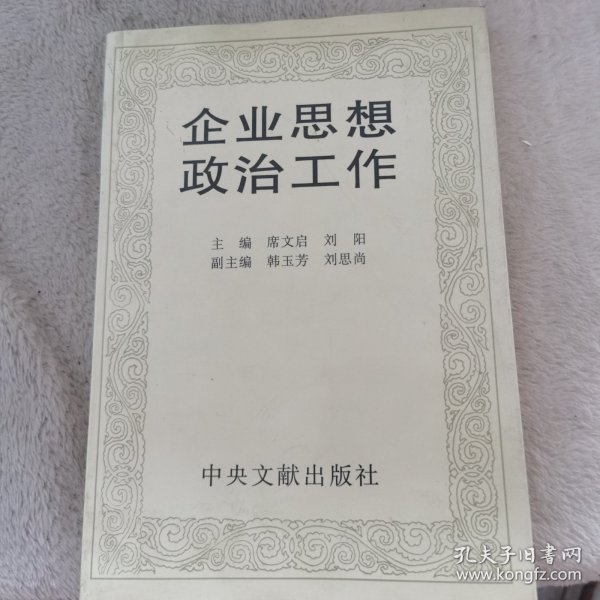 企业思想
政治工作
主 编 席文启 刘 阳
副主编 韩玉芳 刘思尚
中央文献出版社
孔夫子旧书网
www.kongfz.com